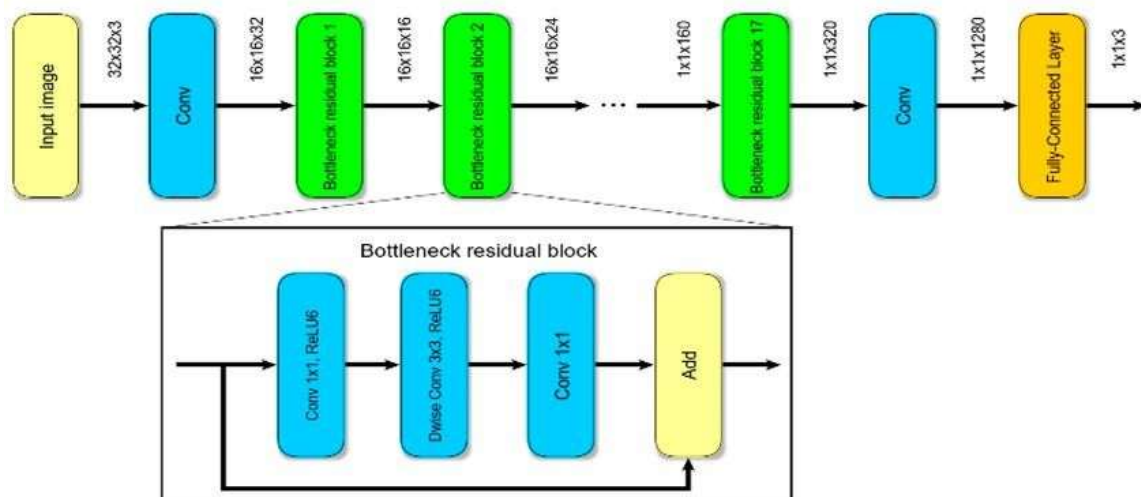 Input image
32x32x3
Conv
16x16x32
Bottleneck residual block 1
16x16x16
Bottleneck residual block 2
16x16x24
...
1x1x160
Bottleneck residual block 17
1x1x320
Conv
1x1x1280
Fully-Connected Layer
1x1x3
Bottleneck residual block
Conv 1x1, ReLU6
Dwise Conv 3x3, ReLU6
Conv 1x1
Add